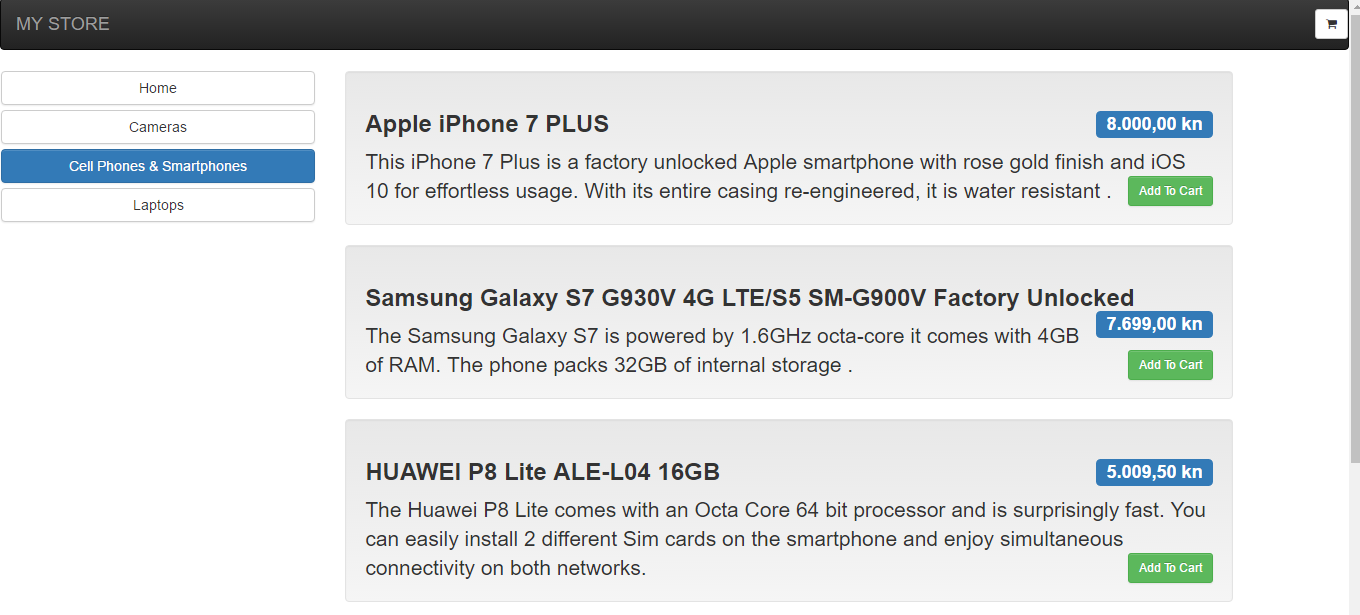 MY STORE
Home
Cameras
Cell Phones & Smartphones
Laptops
Apple iPhone 7 PLUS
8.000,00 kn
This iPhone 7 Plus is a factory unlocked Apple smartphone with rose gold finish and iOS
10 for effortless usage. With its entire casing re-engineered, it is water resistant .
Add To Cart
Samsung Galaxy S7 G930V 4G LTE/S5 SM-G900V Factory Unlocked
7.699,00 kn
The Samsung Galaxy S7 is powered by 1.6GHz octa-core it comes with 4GB
of RAM. The phone packs 32GB of internal storage .
Add To Cart
HUAWEI P8 Lite ALE-L04 16GB
5.009,50 kn
The Huawei P8 Lite comes with an Octa Core 64 bit processor and is surprisingly fast. You
can easily install 2 different Sim cards on the smartphone and enjoy simultaneous
connectivity on both networks.
Add To Cart